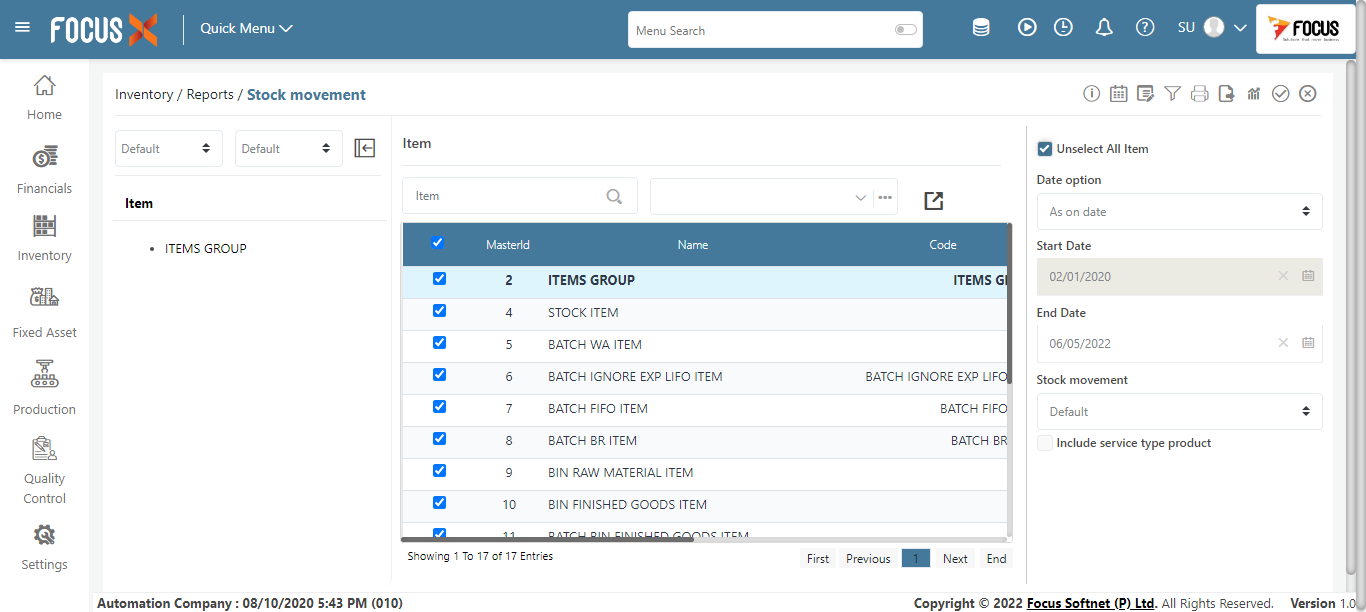 FOCUS X
Quick Menu
Menu Search
SU
FOCUS
Home
Financials
Inventory
Fixed Asset
Production
Quality
Control
Settings
Inventory / Reports / Stock movement
Default
Default
Item
ITEMS GROUP
Item
Item
MasterId Name Code
2 ITEMS GROUP ITEMS GR
4 STOCK ITEM
5 BATCH WA ITEM
6 BATCH IGNORE EXP LIFO ITEM BATCH IGNORE EXP LIFO
7 BATCH FIFO ITEM BATCH FIFO
8 BATCH BR ITEM BATCH BR
9 BIN RAW MATERIAL ITEM
10 BIN FINISHED GOODS ITEM
11 BATCH BIN FINISHED GOODS ITEM
Showing 1 To 17 of 17 Entries
First Previous 1 Next End
Unselect All Item
Date option
As on date
Start Date
02/01/2020
End Date
06/05/2022
Stock movement
Default
Include service type product
Automation Company : 08/10/2020 5:43 PM (010)
Copyright © 2022 Focus Softnet (P) Ltd. All Rights Reserved. Version 1.0